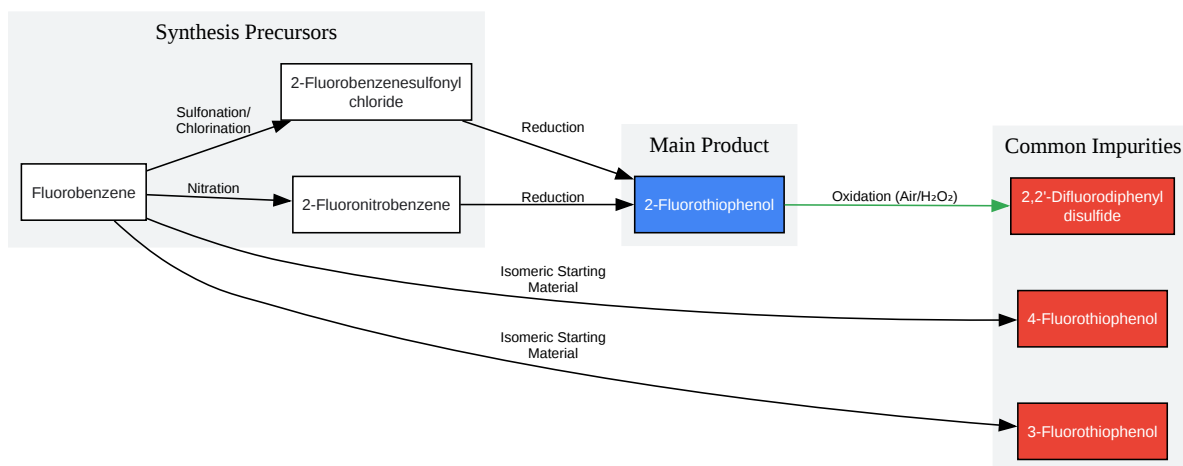 Synthesis Precursors
2-Fluorobenzenesulfonyl
chloride
Sulfonation/
Chlorination
Reduction
Main Product
Common Impurities
Fluorobenzene
Nitration
2-Fluoronitrobenzene
Reduction
2-Fluorothiophenol
Oxidation (Air/H₂O₂)
2,2'-Difluorodiphenyl
disulfide
Isomeric Starting
Material
4-Fluorothiophenol
Isomeric Starting
Material
3-Fluorothiophenol